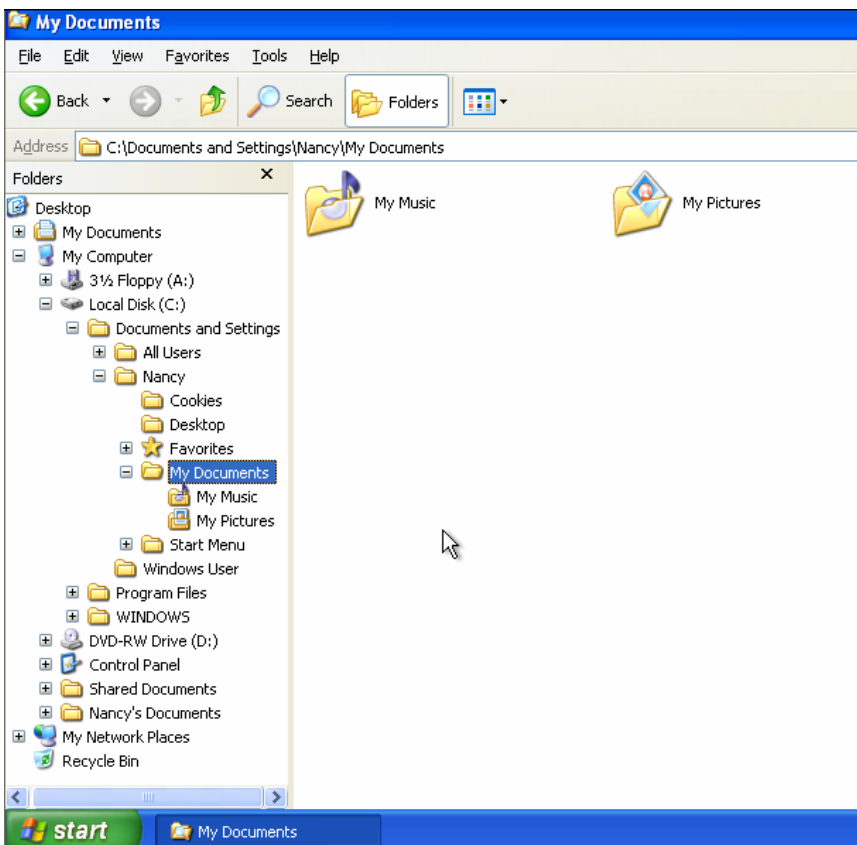 My Documents
File Edit View Favorites Tools Help
Back Search Folders
Address C:\Documents and Settings\Nancy\My Documents
Folders
Desktop
My Documents
My Computer
3½ Floppy (A:)
Local Disk (C:)
Documents and Settings
All Users
Nancy
Cookies
Desktop
Favorites
My Documents
My Music
My Pictures
Start Menu
Windows User
Program Files
WINDOWS
DVD-RW Drive (D:)
Control Panel
Shared Documents
Nancy's Documents
My Network Places
Recycle Bin
My Music My Pictures
start My Documents